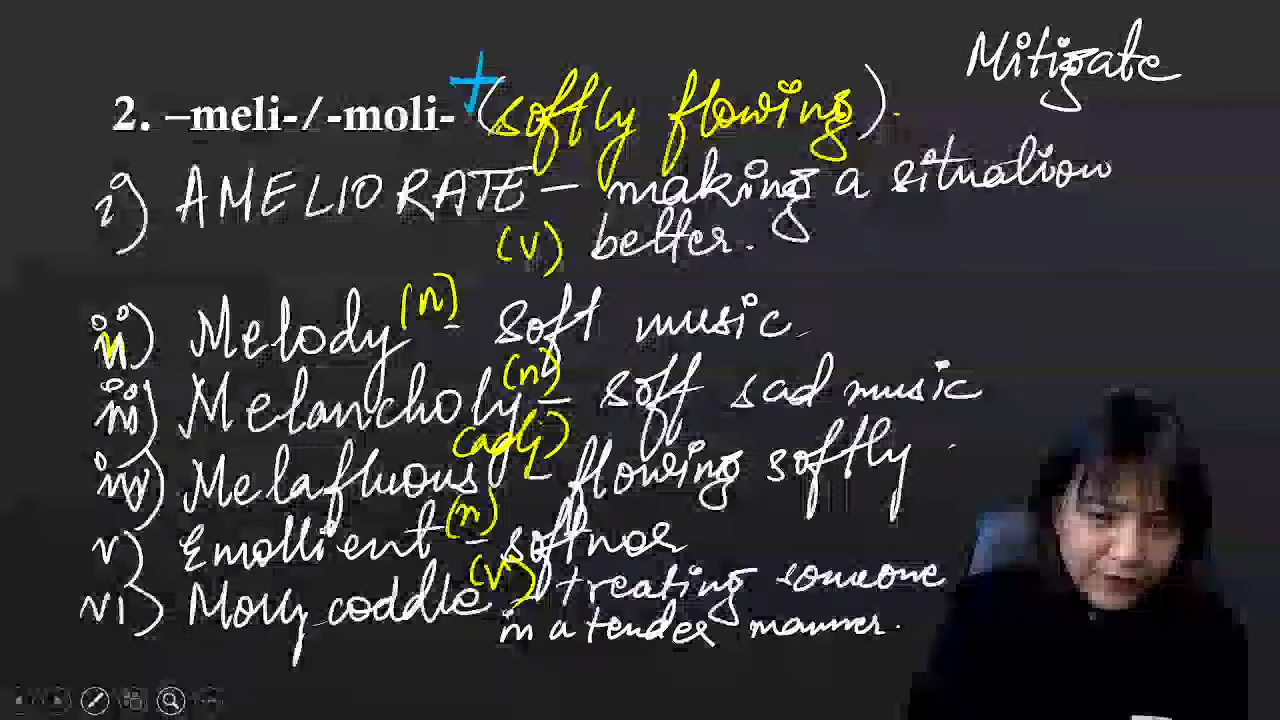 Mitigate
2. –meli-/-moli- + (softly flowing).
i) AMELIORATE – making a situation
(v) better.
ii) Melody (n) - soft music
iii) Melancholy (n) – soft sad music
iv) Melafluous (adj) - flowing softly
v) Emollient (n) - softnor
vi) Molly coddle (v) treating someone
in a tender manner.